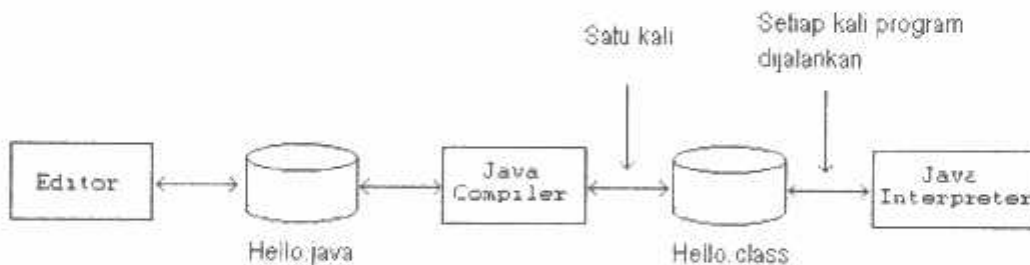 Satu kali
Setiap kali program
dijalankan
Editor
Hello.java
Java
Compiler
Hello.class
Java
Interpreter